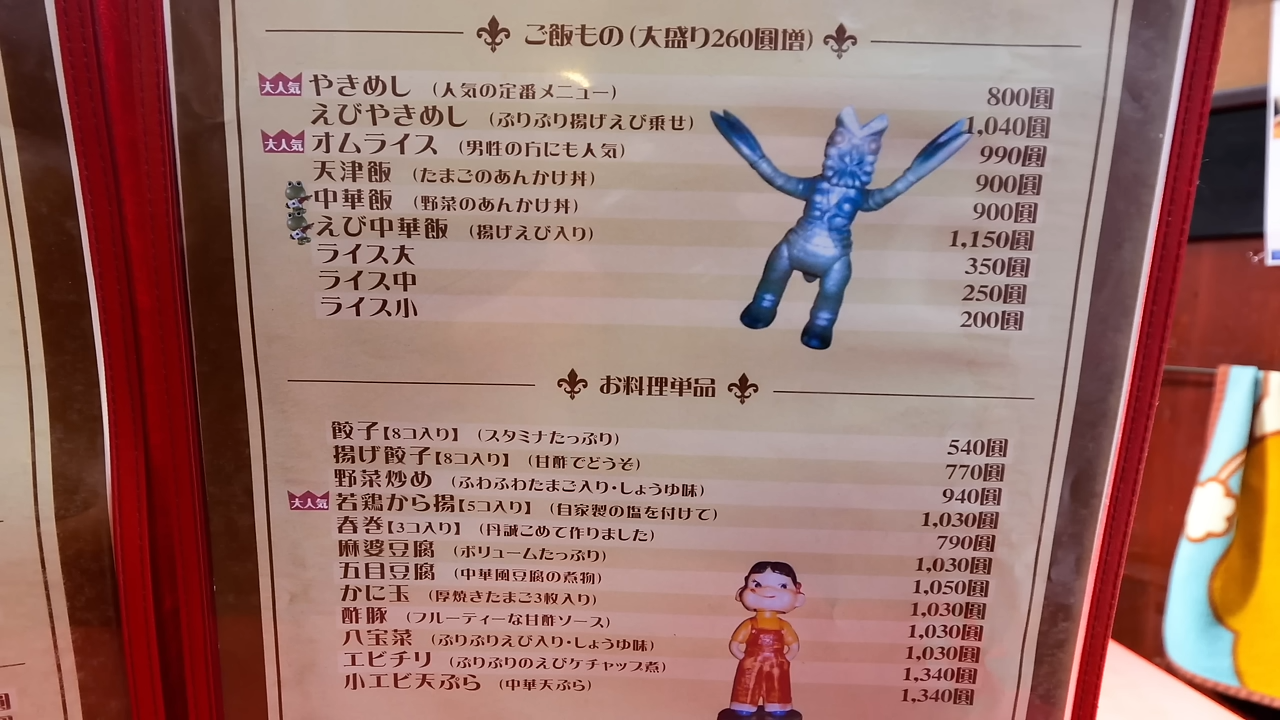 ご飯もの(大盛り260圓増)
大人気 やきめし (人気の定番メニュー) 800圓
えびやきめし (ぷりぷり揚げえび乗せ) 1,040圓
大人気 オムライス (男性の方にも人気) 990圓
天津飯 (たまごのあんかけ丼) 900圓
中華飯 (野菜のあんかけ丼) 900圓
えび中華飯 (揚げえび入り) 1,150圓
ライス大 350圓
ライス中 250圓
ライス小 200圓
お料理単品
餃子【8コ入り】 (スタミナたっぷり) 540圓
揚げ餃子【8コ入り】 (甘酢でどうぞ) 770圓
野菜炒め (ふわふわたまご入り・しょうゆ味) 940圓
大人気 若鶏から揚【5コ入り】 (自家製の塩を付けて) 1,030圓
春巻【3コ入り】 (丹誠こめて作りました) 790圓
麻婆豆腐 (ボリュームたっぷり) 1,030圓
五目豆腐 (中華風豆腐の煮物) 1,050圓
かに玉 (厚焼きたまご3枚入り) 1,030圓
酢豚 (フルーティーな甘酢ソース) 1,030圓
八宝菜 (ぷりぷりえび入り・しょうゆ味) 1,030圓
エビチリ (ぷりぷりのえびケチャップ煮) 1,340圓
小エビ天ぷら (中華天ぷら) 1,340圓